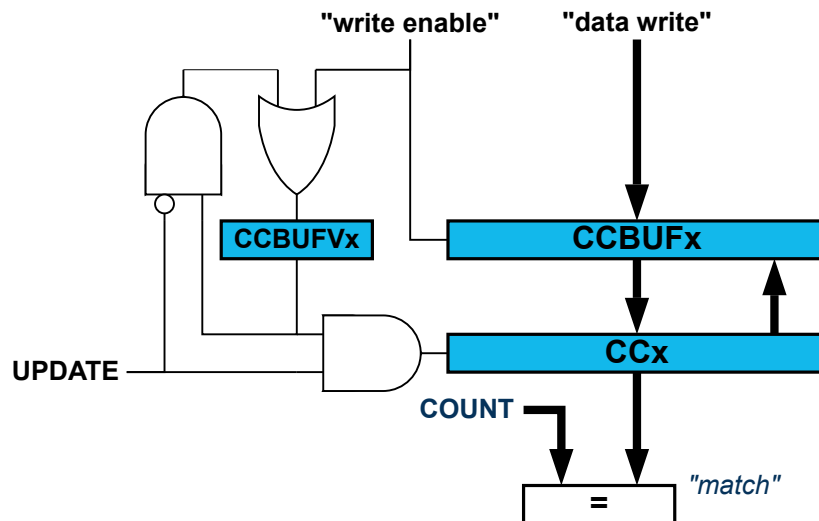 "write enable"
"data write"
CCBUFVx
CCBUFx
CCx
UPDATE
COUNT
=
"match"